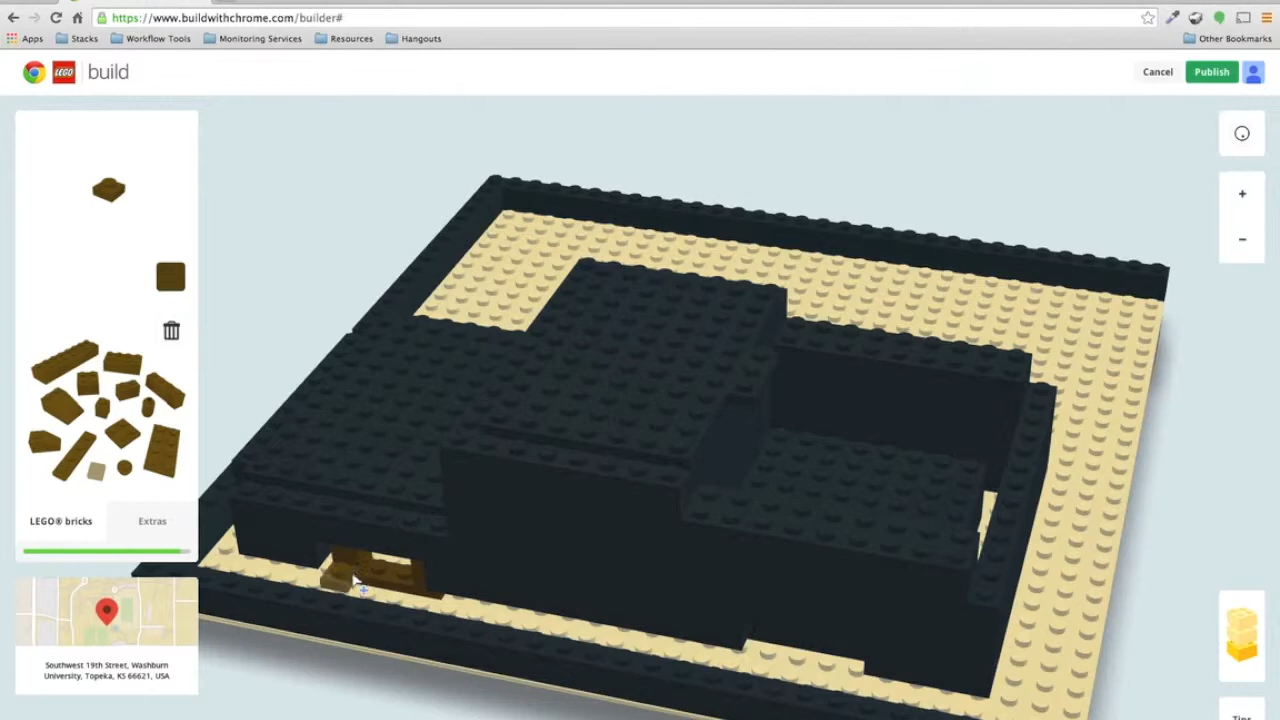 https://www.buildwithchrome.com/builder#
Apps Stacks Workflow Tools Monitoring Services Resources Hangouts Other Bookmarks
LEGO build Cancel Publish
+
-
LEGO® bricks Extras
Southwest 19th Street, Washburn
University, Topeka, KS 66621, USA
Tips